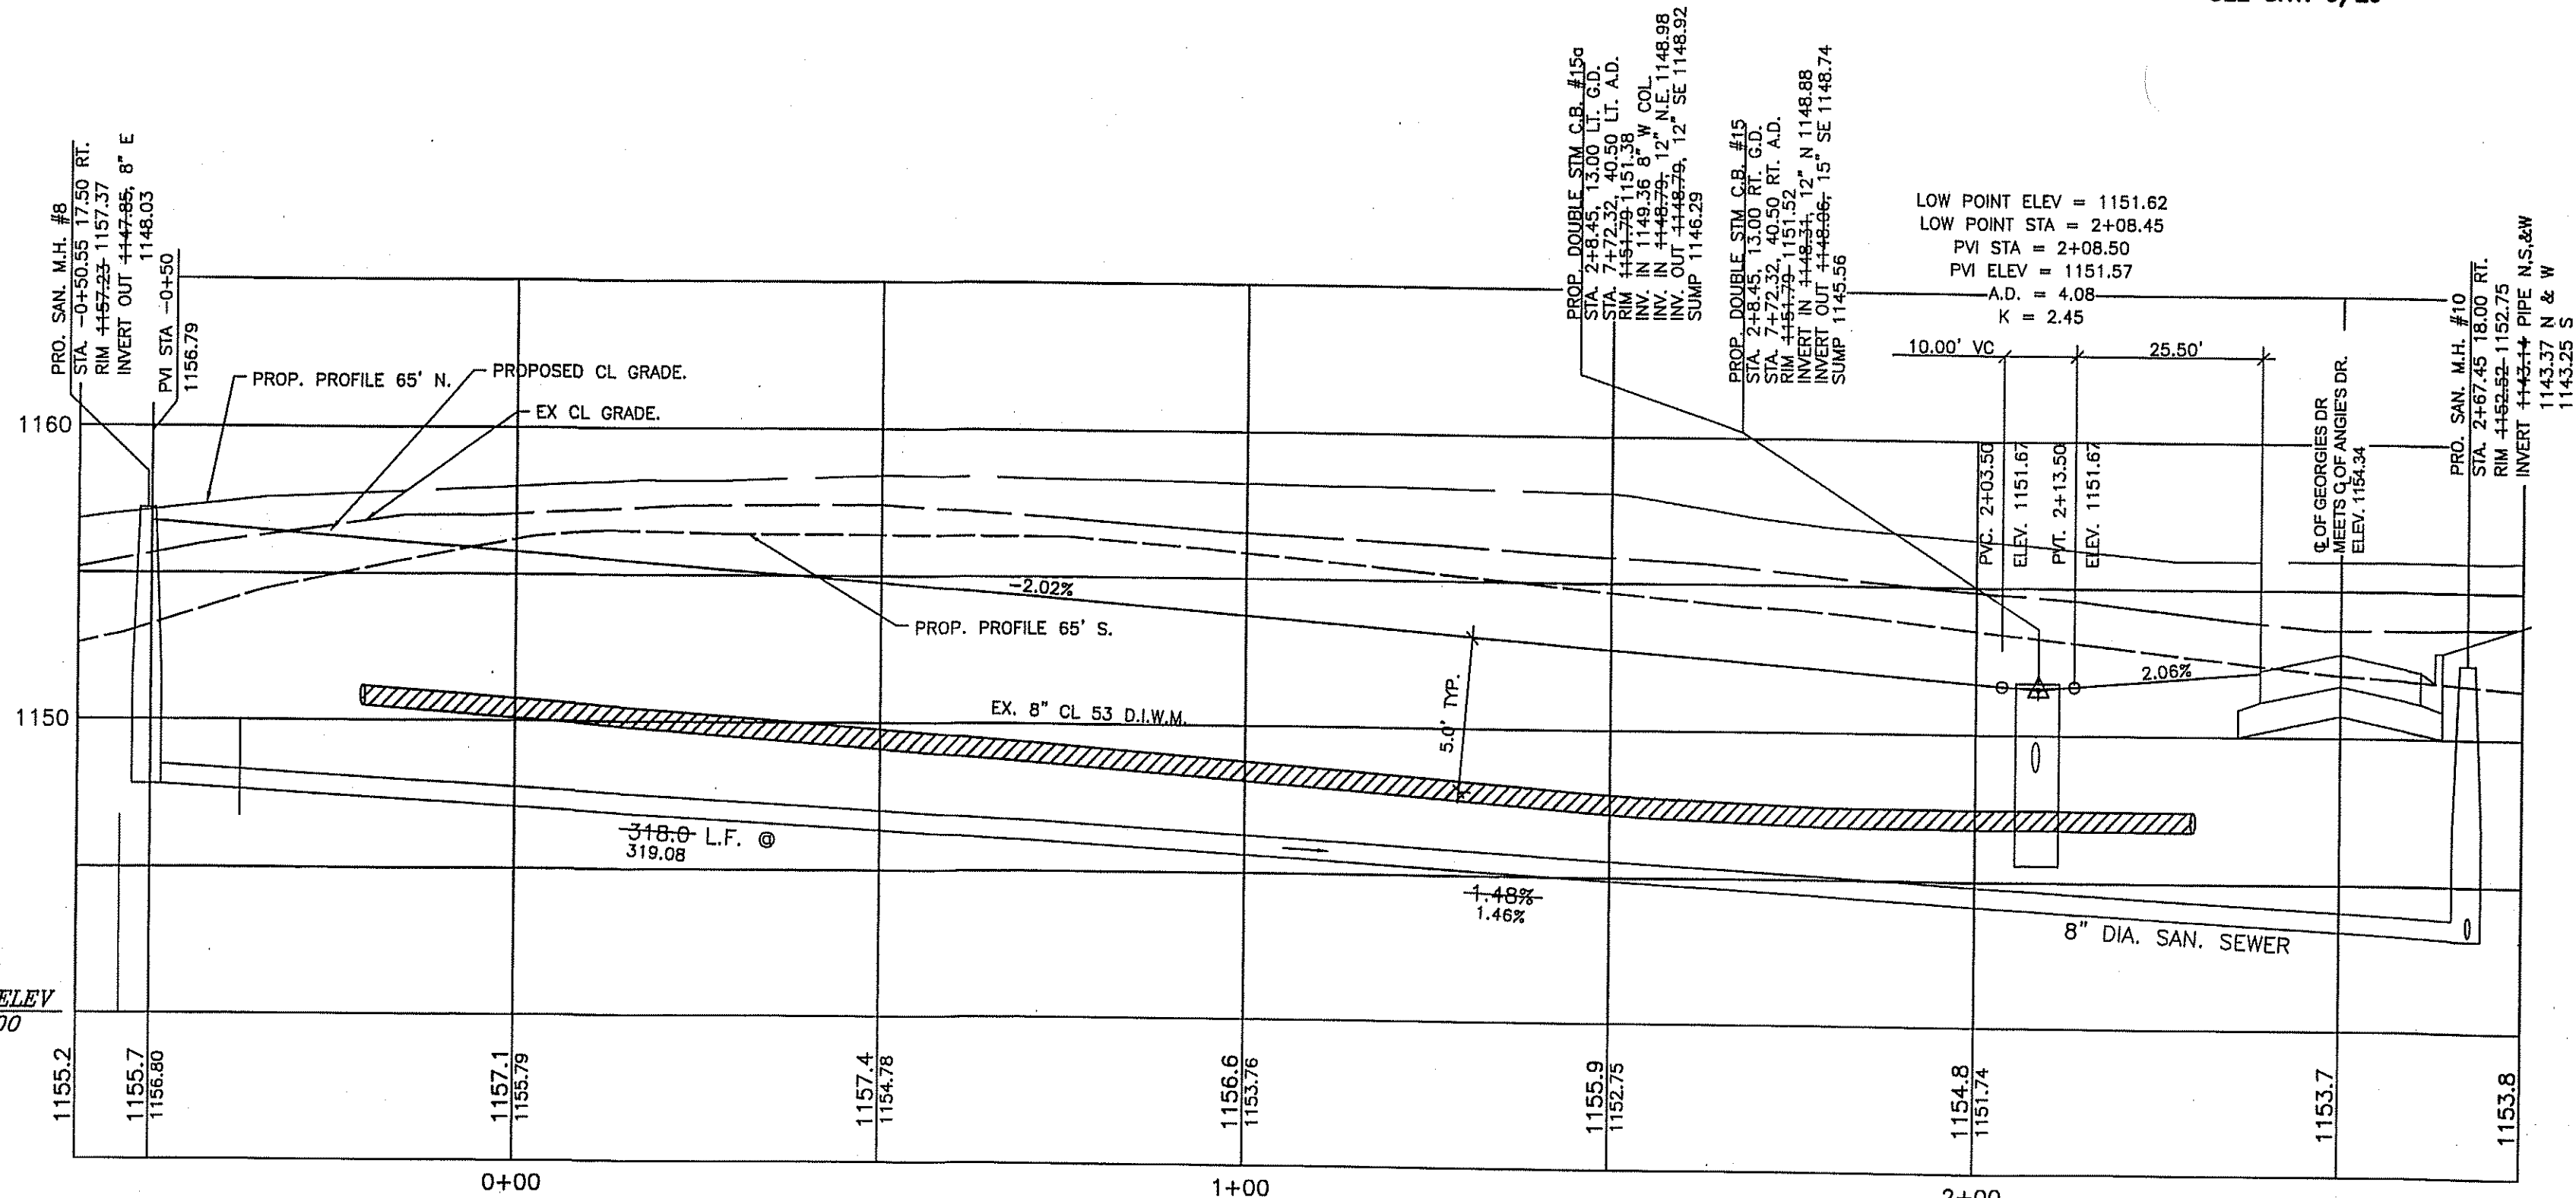 PRO. SAN. M.H. #8
STA. -0+50.55 17.50 RT.
RIM 1157.23 1157.37
INVERT OUT 1147.85, 8" E
1148.03
PVI STA -0+50
1156.79
PROP. PROFILE 65' N.
PROPOSED CL GRADE.
EX CL GRADE.
PROP. DOUBLE STM C.B. #15a
STA. 2+8.45, 13.00 LT. G.D.
STA. 7+72.32, 40.50 LT. A.D.
RIM 1151.79 1151.38
INV. IN 1149.36 8" W COL.
INV. IN 1148.79, 12" N.E. 1148.98
INV. OUT 1148.79, 12" SE 1148.92
SUMP 1146.29
PROP. DOUBLE STM C.B. #15
STA. 2+8.45, 13.00 RT. G.D.
STA. 7+72.32, 40.50 RT. A.D.
RIM 1151.79 1151.52
INVERT IN 1148.31, 12" N 1148.88
INVERT OUT 1148.06, 15" SE 1148.74
SUMP 1145.56
LOW POINT ELEV = 1151.62
LOW POINT STA = 2+08.45
PVI STA = 2+08.50
PVI ELEV = 1151.57
A.D. = 4.08
K = 2.45
10.00' VC
25.50'
PVC. 2+03.50
ELEV. 1151.67
PVT. 2+13.50
ELEV. 1151.67
℄ OF GEORGIES DR
MEETS ℄ OF ANGIE'S DR.
ELEV. 1154.34
PRO. SAN. M.H. #10
STA. 2+67.45 18.00 RT.
RIM 1152.52 1152.75
INVERT 1143.14 PIPE N,S,&W
1143.37 N & W
1143.25 S
1160
-2.02%
PROP. PROFILE 65' S.
2.06%
1150
EX. 8" CL 53 D.I.W.M.
5.0' TYP.
318.0 L.F. @
319.08
1.48%
1.46%
8" DIA. SAN. SEWER
ELEV
00
1155.2
1155.7
1156.80
1157.1
1155.79
1157.4
1154.78
1156.6
1153.76
1155.9
1152.75
1154.8
1151.74
1153.7
1153.8
0+00
1+00
2+00